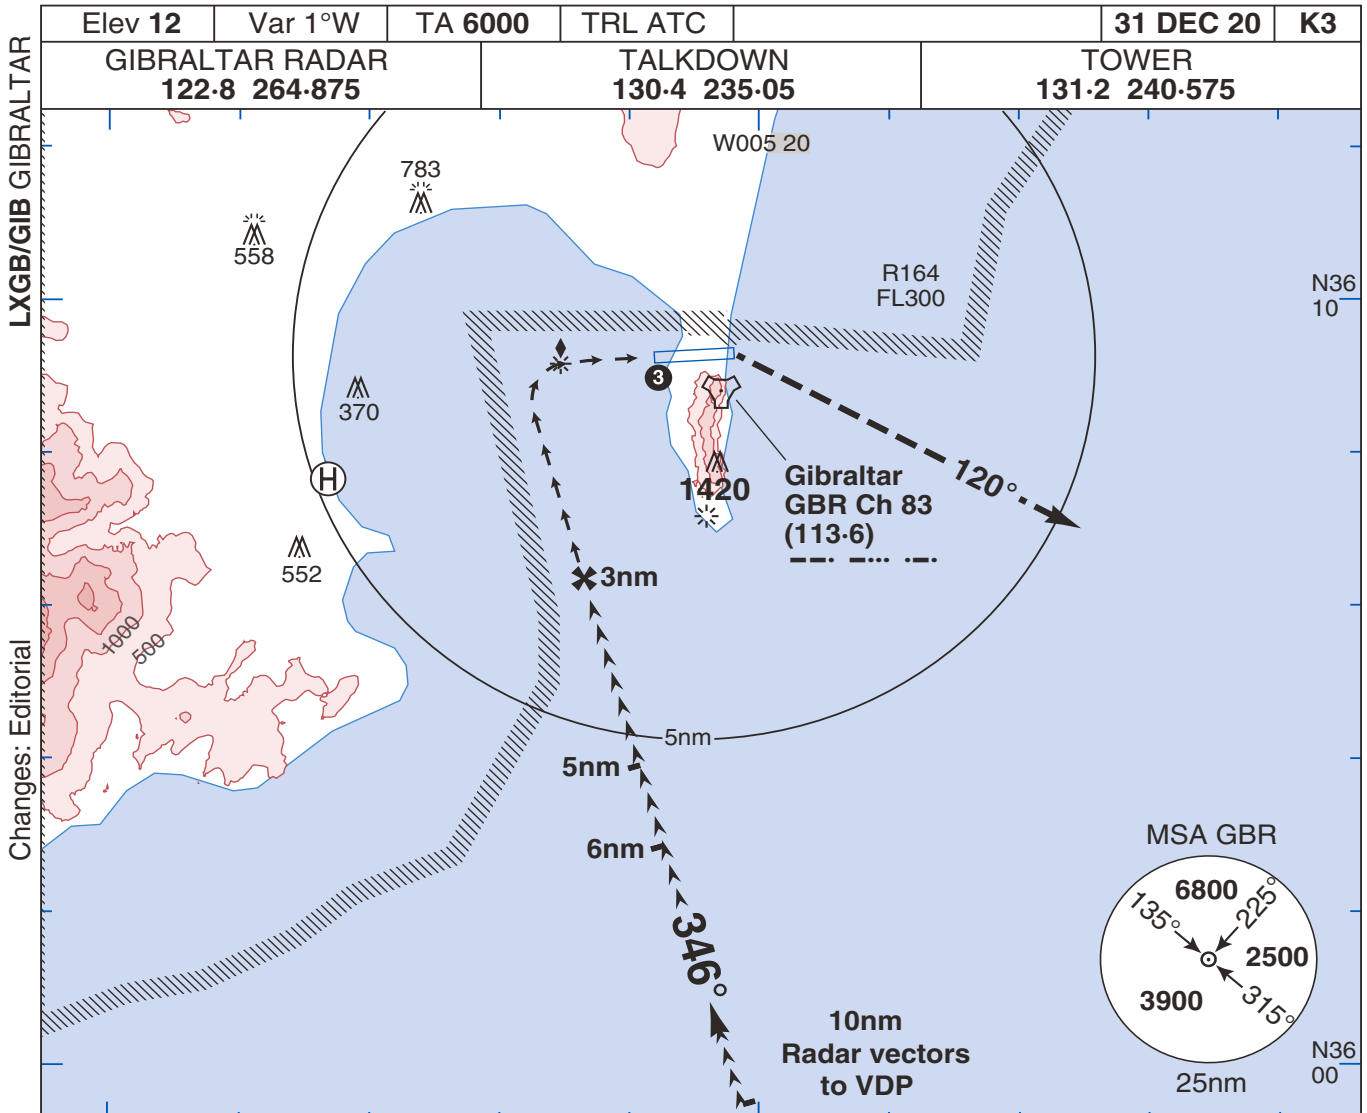 Elev 12
Var 1°W
TA 6000
TRL ATC
31 DEC 20
K3
GIBRALTAR RADAR
122·8 264·875
TALKDOWN
130·4 235·05
TOWER
131·2 240·575
LXGB/GIB GIBRALTAR
Changes: Editorial
W005 20
783
558
R164
FL300
N36
10
3
370
H
120°
Gibraltar
GBR Ch 83
(113·6)
1420
552
3nm
1000
500
5nm
5nm
6nm
346°
MSA GBR
6800
135°
225°
2500
3900
315°
25nm
10nm
Radar vectors
to VDP
N36
00